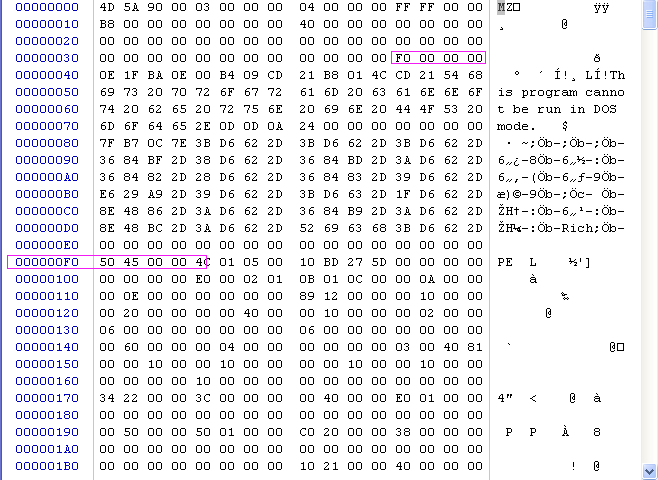 00000000 4D 5A 90 00 03 00 00 00 04 00 00 00 FF FF 00 00 MZ□ ÿÿ
00000010 B8 00 00 00 00 00 00 00 40 00 00 00 00 00 00 00 ¸ @
00000020 00 00 00 00 00 00 00 00 00 00 00 00 00 00 00 00
00000030 00 00 00 00 00 00 00 00 00 00 00 00 F0 00 00 00 ð
00000040 0E 1F BA 0E 00 B4 09 CD 21 B8 01 4C CD 21 54 68 º ´ Í!¸ LÍ!Th
00000050 69 73 20 70 72 6F 67 72 61 6D 20 63 61 6E 6E 6F is program canno
00000060 74 20 62 65 20 72 75 6E 20 69 6E 20 44 4F 53 20 t be run in DOS
00000070 6D 6F 64 65 2E 0D 0D 0A 24 00 00 00 00 00 00 00 mode. $
00000080 7F B7 0C 7E 3B D6 62 2D 3B D6 62 2D 3B D6 62 2D · ~;Öb-;Öb-;Öb-
00000090 36 84 BF 2D 38 D6 62 2D 36 84 BD 2D 3A D6 62 2D 6„¿-8Öb-6„½-:Öb-
000000A0 36 84 82 2D 28 D6 62 2D 36 84 83 2D 39 D6 62 2D 6„‚-(Öb-6„ƒ-9Öb-
000000B0 E6 29 A9 2D 39 D6 62 2D 3B D6 63 2D 1F D6 62 2D æ)©-9Öb-;Öc- Öb-
000000C0 8E 48 86 2D 3A D6 62 2D 36 84 B9 2D 3A D6 62 2D ŽH†-:Öb-6„¹-:Öb-
000000D0 8E 48 BC 2D 3A D6 62 2D 52 69 63 68 3B D6 62 2D ŽH¼-:Öb-Rich;Öb-
000000E0 00 00 00 00 00 00 00 00 00 00 00 00 00 00 00 00
000000F0 50 45 00 00 4C 01 05 00 10 BD 27 5D 00 00 00 00 PE L ½']
00000100 00 00 00 00 E0 00 02 01 0B 01 0C 00 00 0A 00 00 à
00000110 00 0E 00 00 00 00 00 00 89 12 00 00 00 10 00 00 ‰
00000120 00 20 00 00 00 00 40 00 00 10 00 00 00 02 00 00 @
00000130 06 00 00 00 00 00 00 00 06 00 00 00 00 00 00 00
00000140 00 60 00 00 00 04 00 00 00 00 00 00 03 00 40 81 ` @□
00000150 00 00 10 00 00 10 00 00 00 00 10 00 00 10 00 00
00000160 00 00 00 00 10 00 00 00 00 00 00 00 00 00 00 00
00000170 34 22 00 00 3C 00 00 00 00 40 00 00 E0 01 00 00 4" < @ à
00000180 00 00 00 00 00 00 00 00 00 00 00 00 00 00 00 00
00000190 00 50 00 00 50 01 00 00 C0 20 00 00 38 00 00 00 P P À 8
000001A0 00 00 00 00 00 00 00 00 00 00 00 00 00 00 00 00
000001B0 00 00 00 00 00 00 00 00 10 21 00 00 40 00 00 00 ! @